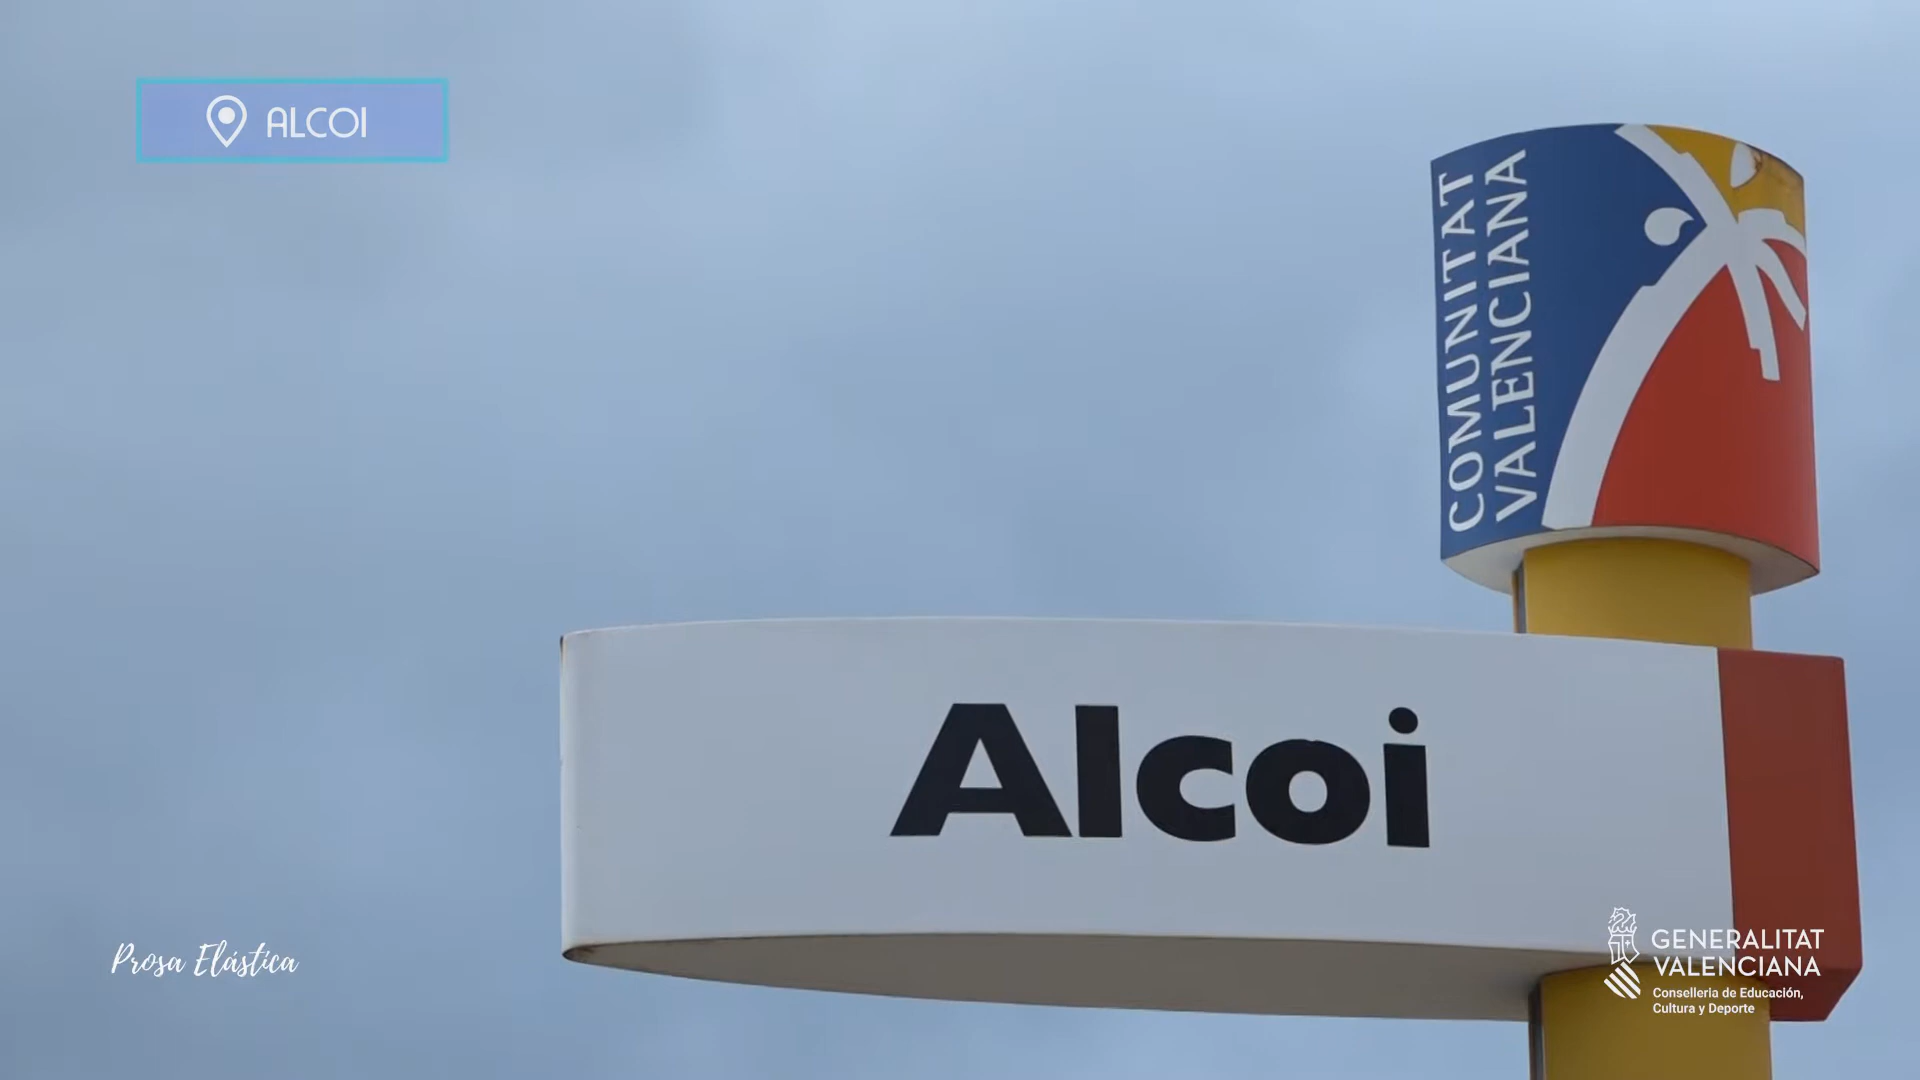 ALCOI
COMUNITAT
VALENCIANA
Alcoi
Prosa Elástica
GENERALITAT
VALENCIANA
Conselleria de Educación,
Cultura y Deporte